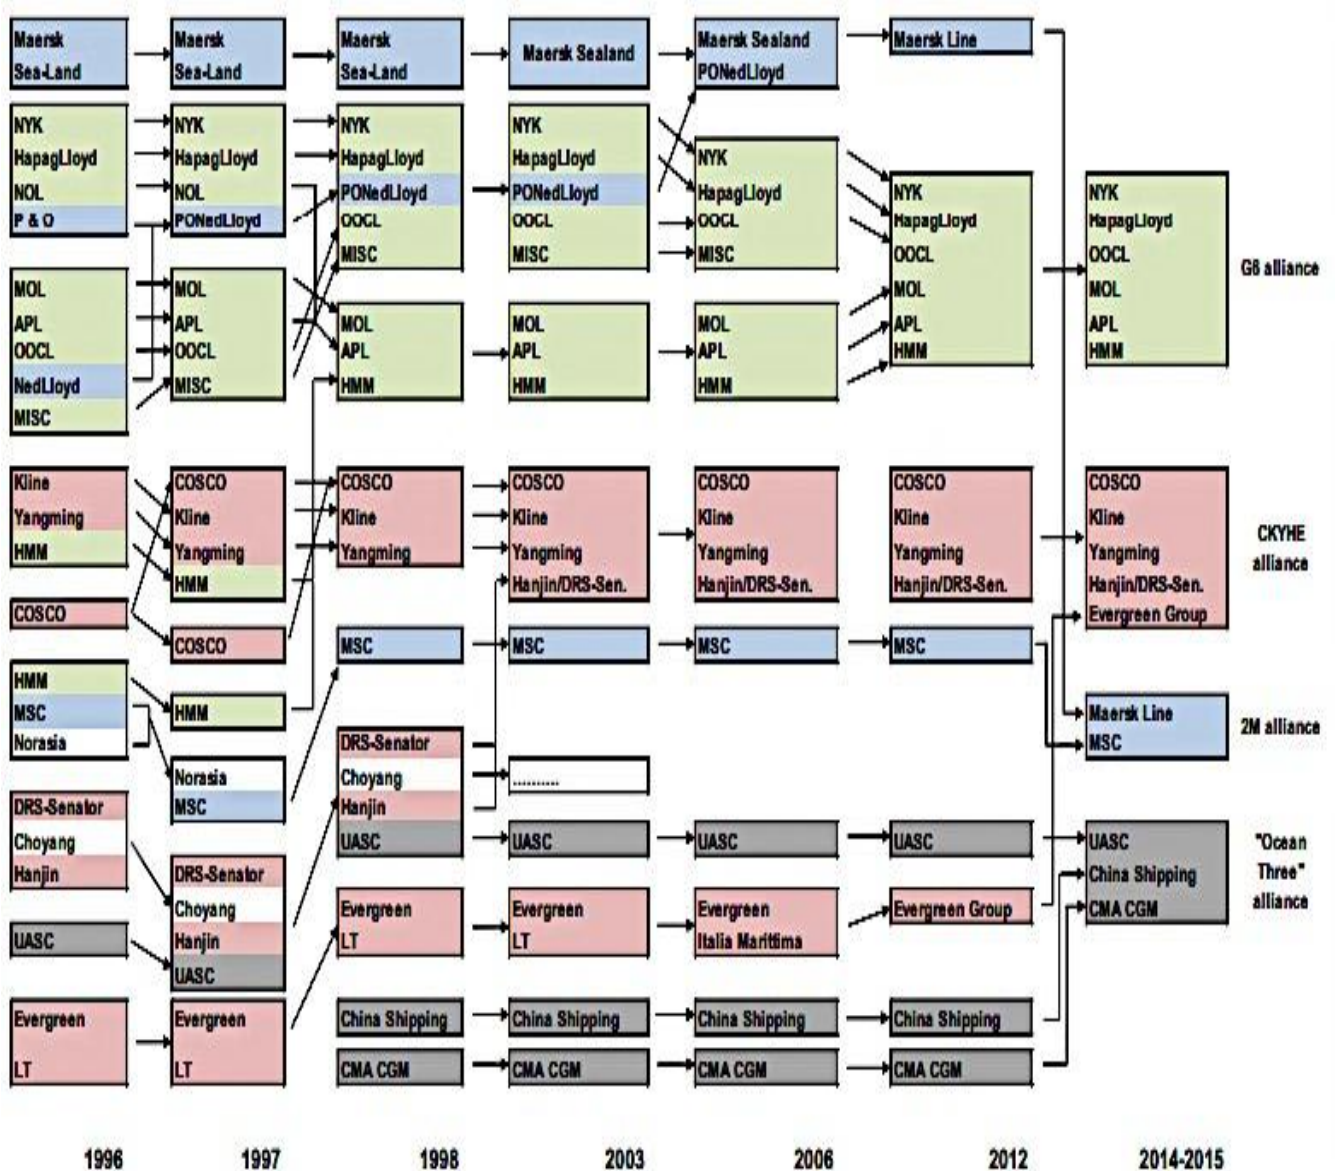 Maersk
Sea-Land
NYK
HapagLloyd
NOL
P & O
MOL
APL
OOCL
NedLloyd
MISC
Kline
Yangming
HMM
COSCO
HMM
MSC
Norasia
DRS-Senator
Choyang
Hanjin
UASC
Evergreen
LT
1996
Maersk
Sea-Land
NYK
HapagLloyd
NOL
PONedLloyd
MOL
APL
OOCL
MISC
COSCO
Kline
Yangming
HMM
COSCO
HMM
Norasia
MSC
DRS-Senator
Choyang
Hanjin
UASC
Evergreen
LT
1997
Maersk
Sea-Land
NYK
HapagLloyd
PONedLloyd
OOCL
MISC
MOL
APL
HMM
COSCO
Kline
Yangming
MSC
DRS-Senator
Choyang
Hanjin
UASC
Evergreen
LT
China Shipping
CMA CGM
1998
Maersk Sealand
NYK
HapagLloyd
PONedLloyd
OOCL
MISC
MOL
APL
HMM
COSCO
Kline
Yangming
Hanjin/DRS-Sen.
MSC
..........
UASC
Evergreen
LT
China Shipping
CMA CGM
2003
Maersk Sealand
PONedLloyd
NYK
HapagLloyd
OOCL
MISC
MOL
APL
HMM
COSCO
Kline
Yangming
Hanjin/DRS-Sen.
MSC
UASC
Evergreen
Italia Marittima
China Shipping
CMA CGM
2006
Maersk Line
NYK
HapagLloyd
OOCL
MOL
APL
HMM
COSCO
Kline
Yangming
Hanjin/DRS-Sen.
MSC
UASC
Evergreen Group
China Shipping
CMA CGM
2012
NYK
HapagLloyd
OOCL
MOL
APL
HMM
COSCO
Kline
Yangming
Hanjin/DRS-Sen.
Evergreen Group
Maersk Line
MSC
UASC
China Shipping
CMA CGM
2014-2015
G6 alliance
CKYHE
alliance
2M alliance
"Ocean
Three"
alliance